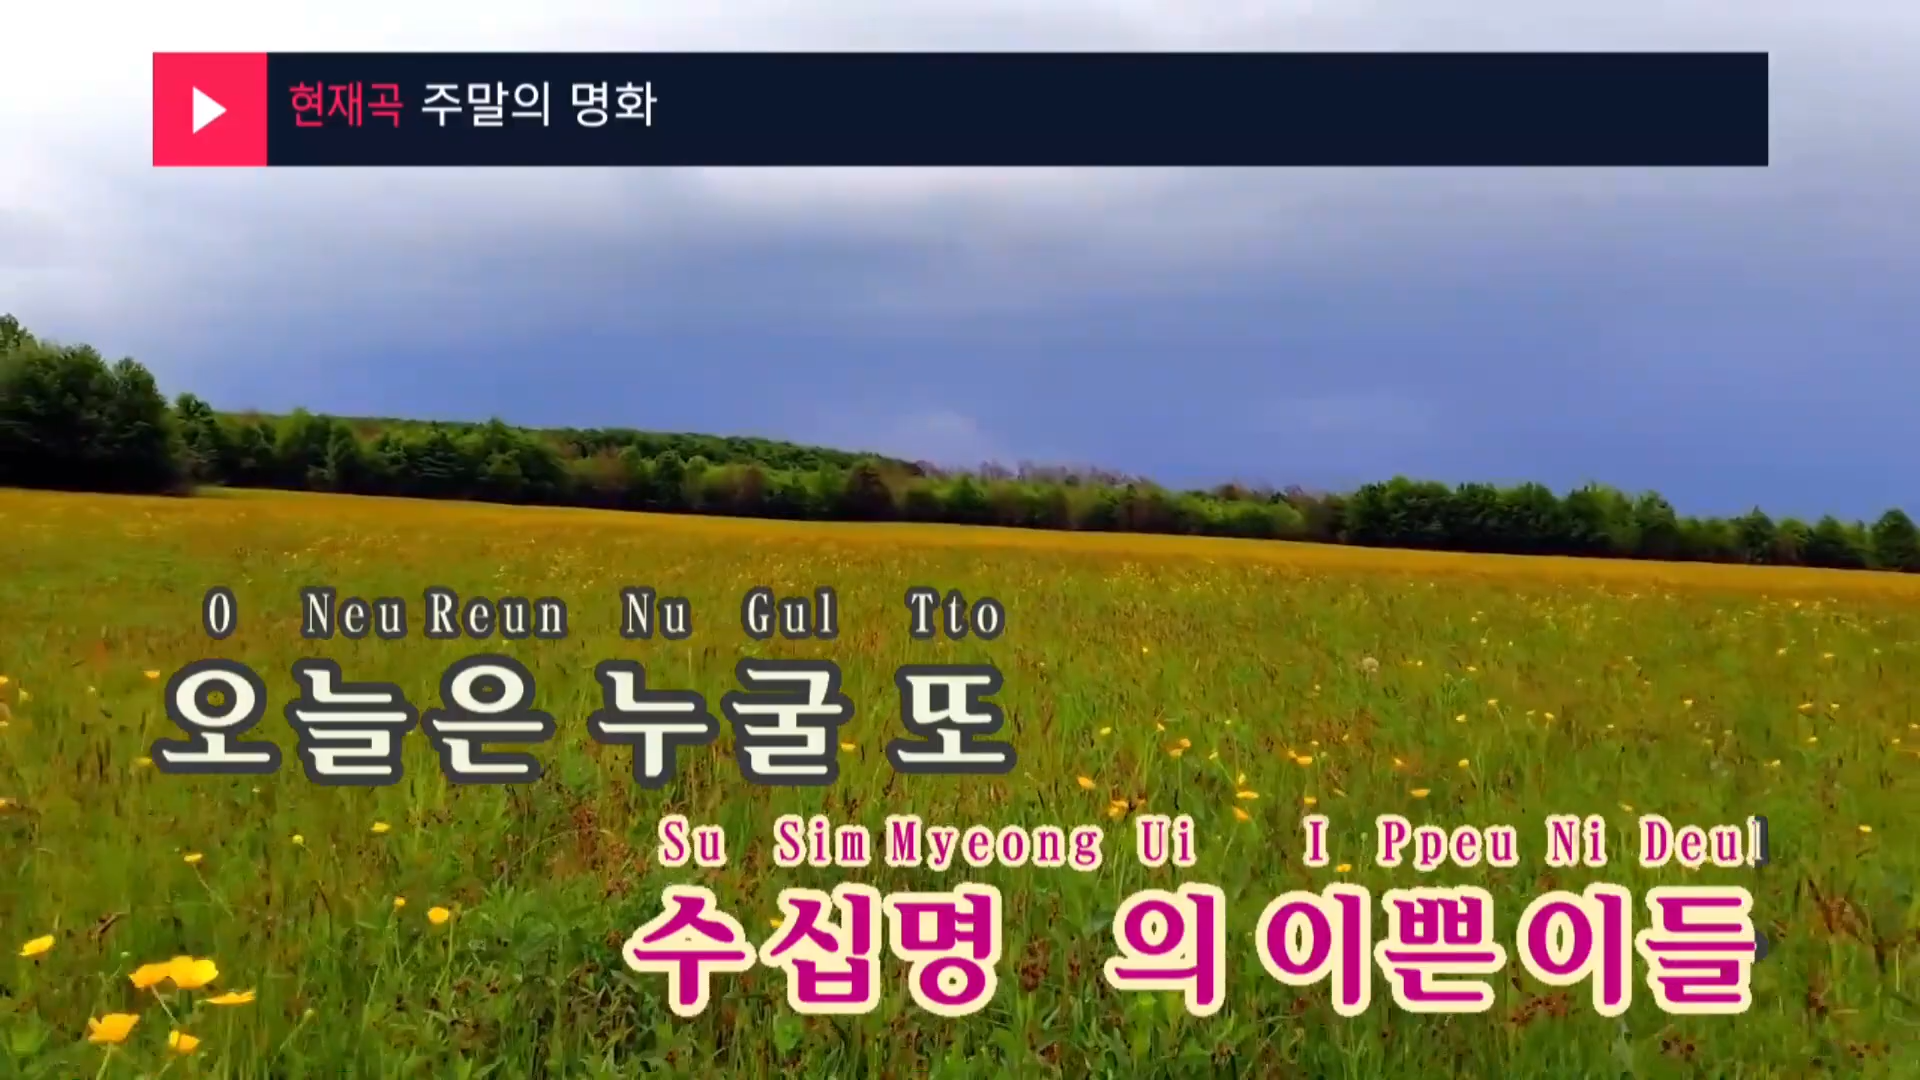 현재곡 주말의 명화
O Neu Reun Nu Gul Tto
오늘은 누굴 또
Su Sim Myeong Ui I Ppeu Ni Deul
수십명 의 이쁜이들